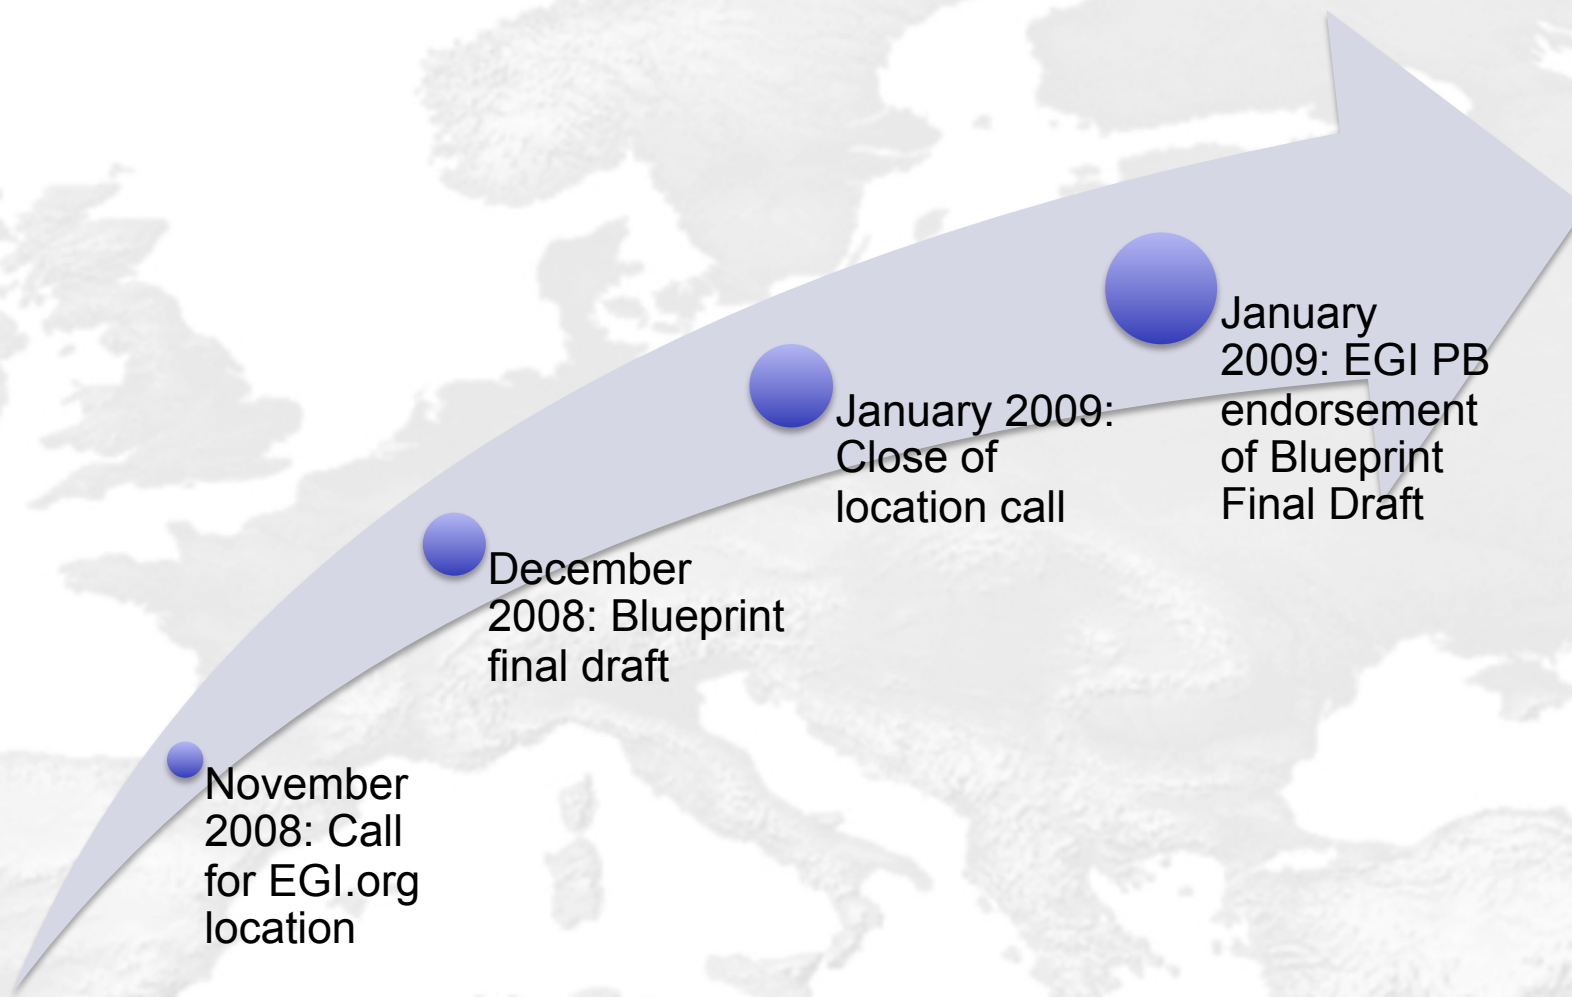 November
2008: Call
for EGI.org
location
December
2008: Blueprint
final draft
January 2009:
Close of
location call
January
2009: EGI PB
endorsement
of Blueprint
Final Draft